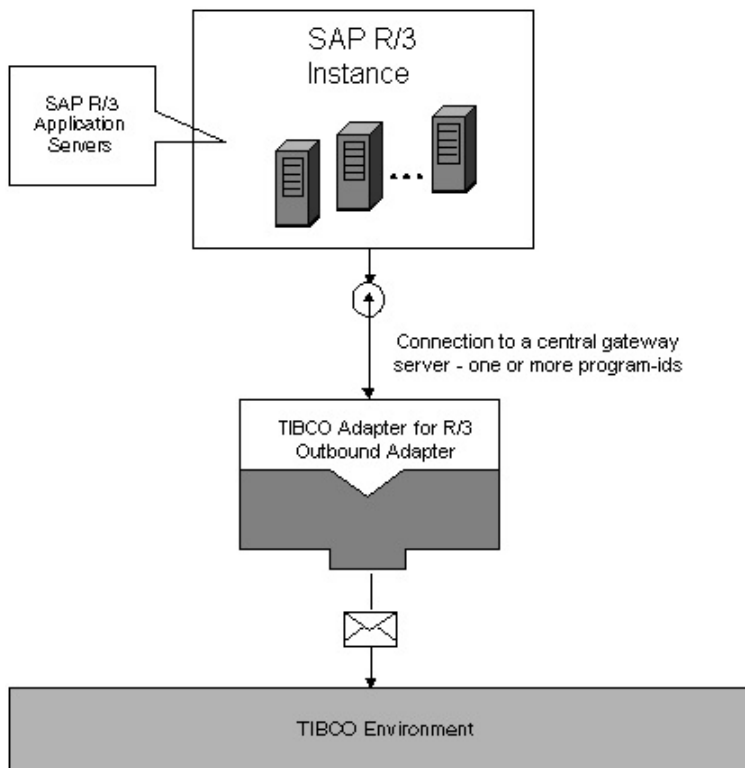 SAP R/3
Instance
SAP R/3
Application
Servers
Connection to a central gateway
server - one or more program-ids
TIBCO Adapter for R/3
Outbound Adapter
TIBCO Environment